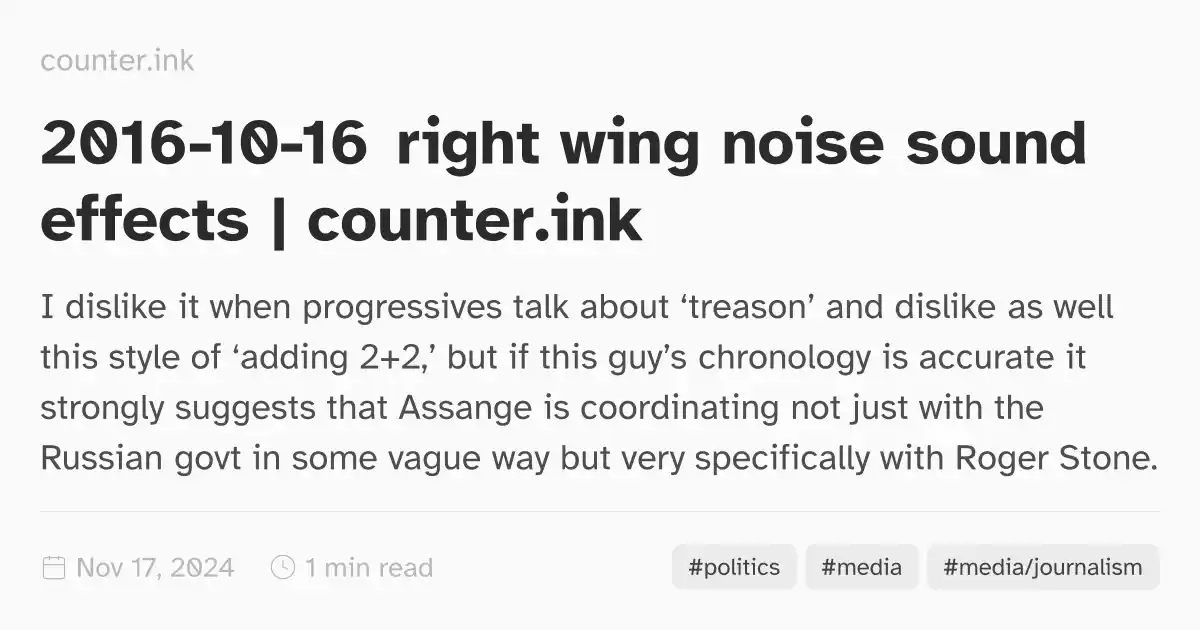 counter.ink
2016-10-16 right wing noise sound
effects | counter.ink
I dislike it when progressives talk about ‘treason’ and dislike as well
this style of ‘adding 2+2,’ but if this guy’s chronology is accurate it
strongly suggests that Assange is coordinating not just with the
Russian govt in some vague way but very specifically with Roger Stone.
Nov 17, 2024 1 min read #politics #media #media/journalism